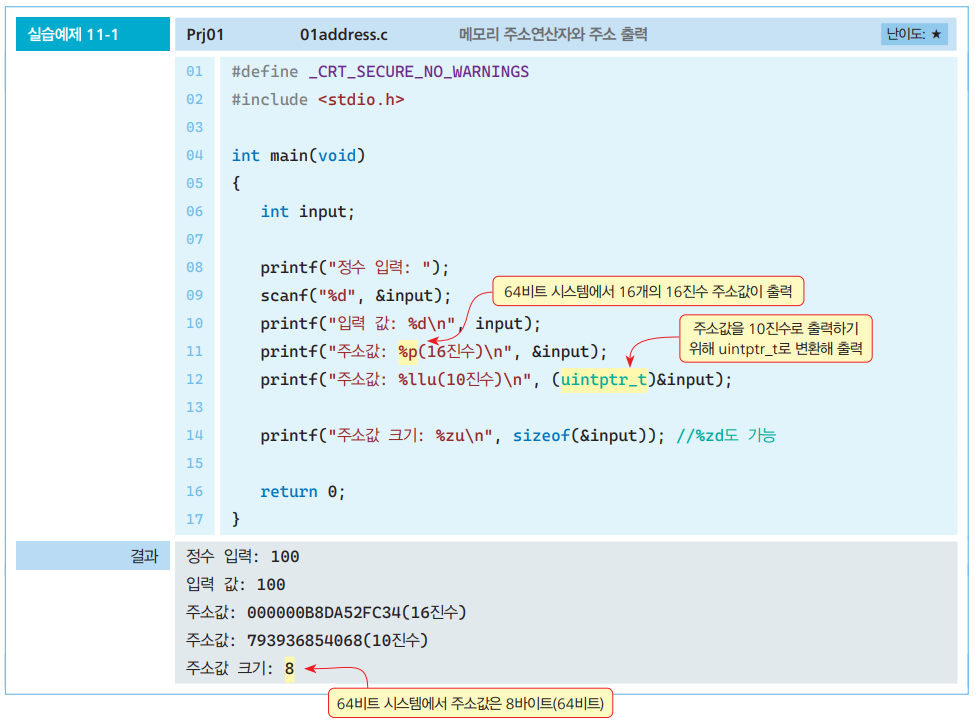 실습예제 11-1
Prj01 01address.c 메모리 주소연산자와 주소 출력 난이도: ★
01 #define _CRT_SECURE_NO_WARNINGS
02 #include <stdio.h>
03
04 int main(void)
05 {
06 int input;
07
08 printf("정수 입력: ");
09 scanf("%d", &input);
64비트 시스템에서 16개의 16진수 주소값이 출력
10 printf("입력 값: %d\n", input);
11 printf("주소값: %p(16진수)\n", &input);
주소값을 10진수로 출력하기
위해 uintptr_t로 변환해 출력
12 printf("주소값: %llu(10진수)\n", (uintptr_t)&input);
13
14 printf("주소값 크기: %zu\n", sizeof(&input)); //%zd도 가능
15
16 return 0;
17 }
결과
정수 입력: 100
입력 값: 100
주소값: 000000B8DA52FC34(16진수)
주소값: 793936854068(10진수)
주소값 크기: 8
64비트 시스템에서 주소값은 8바이트(64비트)